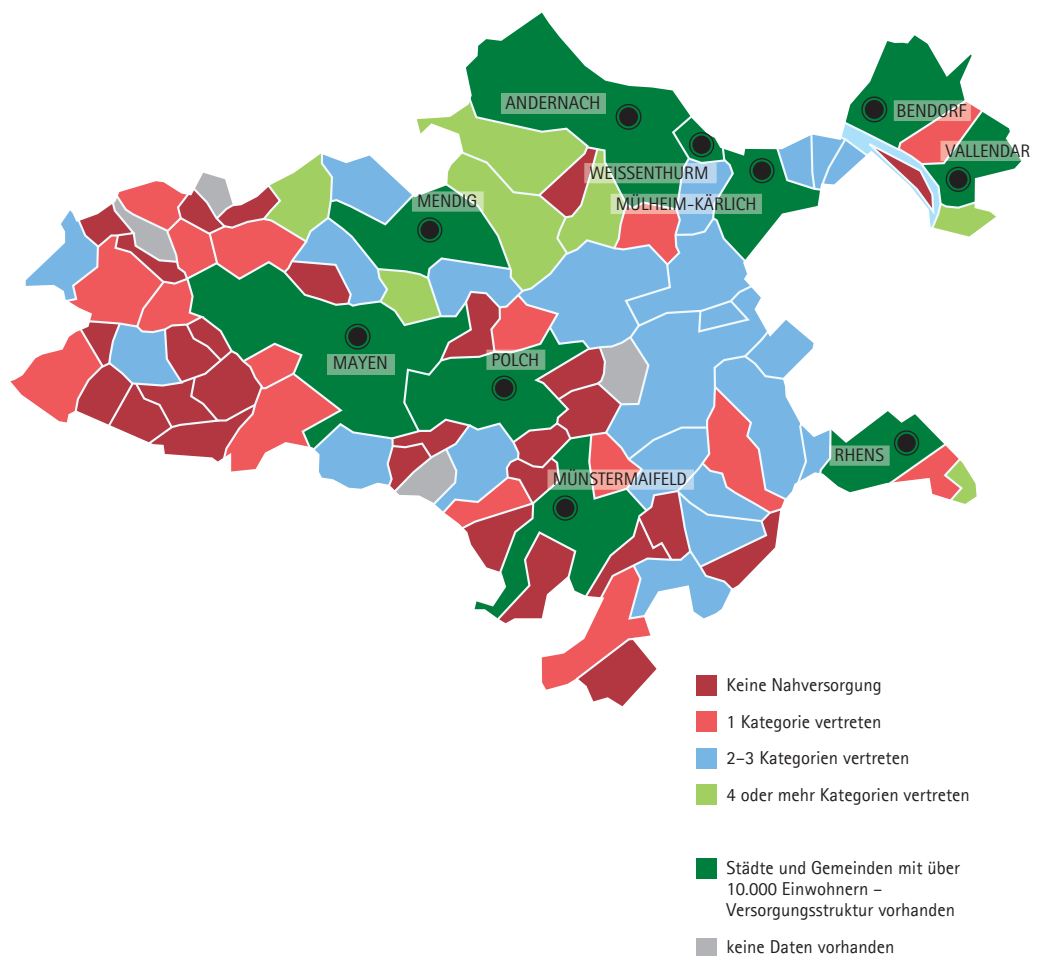 ANDERNACH
BENDORF
VALLENDAR
WEISSENTHURM
MENDIG
MÜLHEIM-KÄRLICH
MAYEN
POLCH
RHENS
MÜNSTERMAIFELD
Keine Nahversorgung
1 Kategorie vertreten
2–3 Kategorien vertreten
4 oder mehr Kategorien vertreten
Städte und Gemeinden mit über
10.000 Einwohnern –
Versorgungsstruktur vorhanden
keine Daten vorhanden